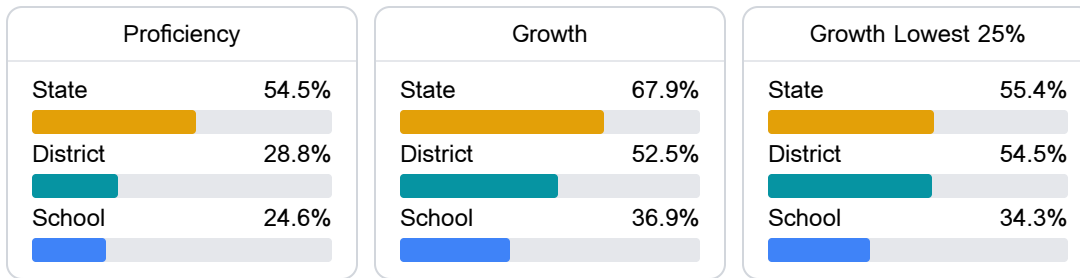 Proficiency
State 54.5%
District 28.8%
School 24.6%
Growth
State 67.9%
District 52.5%
School 36.9%
Growth Lowest 25%
State 55.4%
District 54.5%
School 34.3%